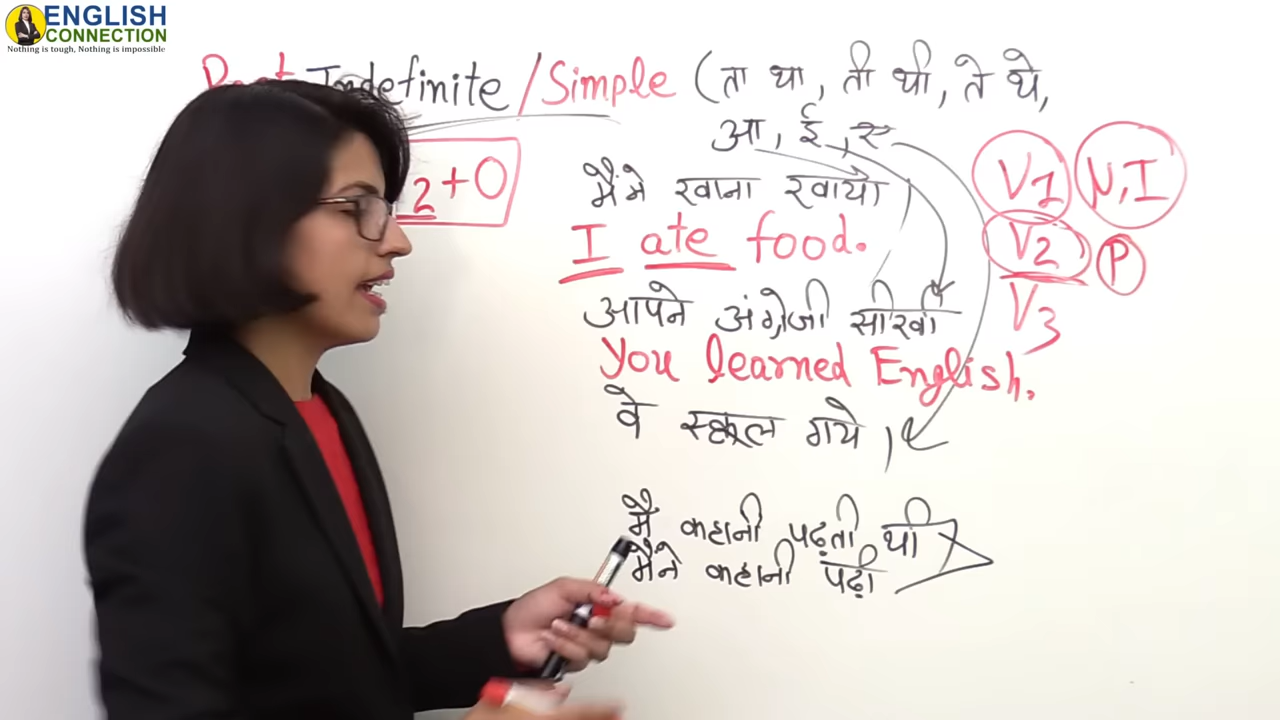 ENGLISH
CONNECTION
Nothing is tough, Nothing is impossible
Past Indefinite / Simple (ता था, ती थी, ते थे,
आ, ई, ए
2 + O
V1 N, I
मैंने खाना खाया ।
I ate food.
V2 P
आपने अंग्रेजी सीखी
V3
You learned English.
वे स्कूल गये ।
मैं कहानी पढ़ती थी
मैंने कहानी पढ़ी